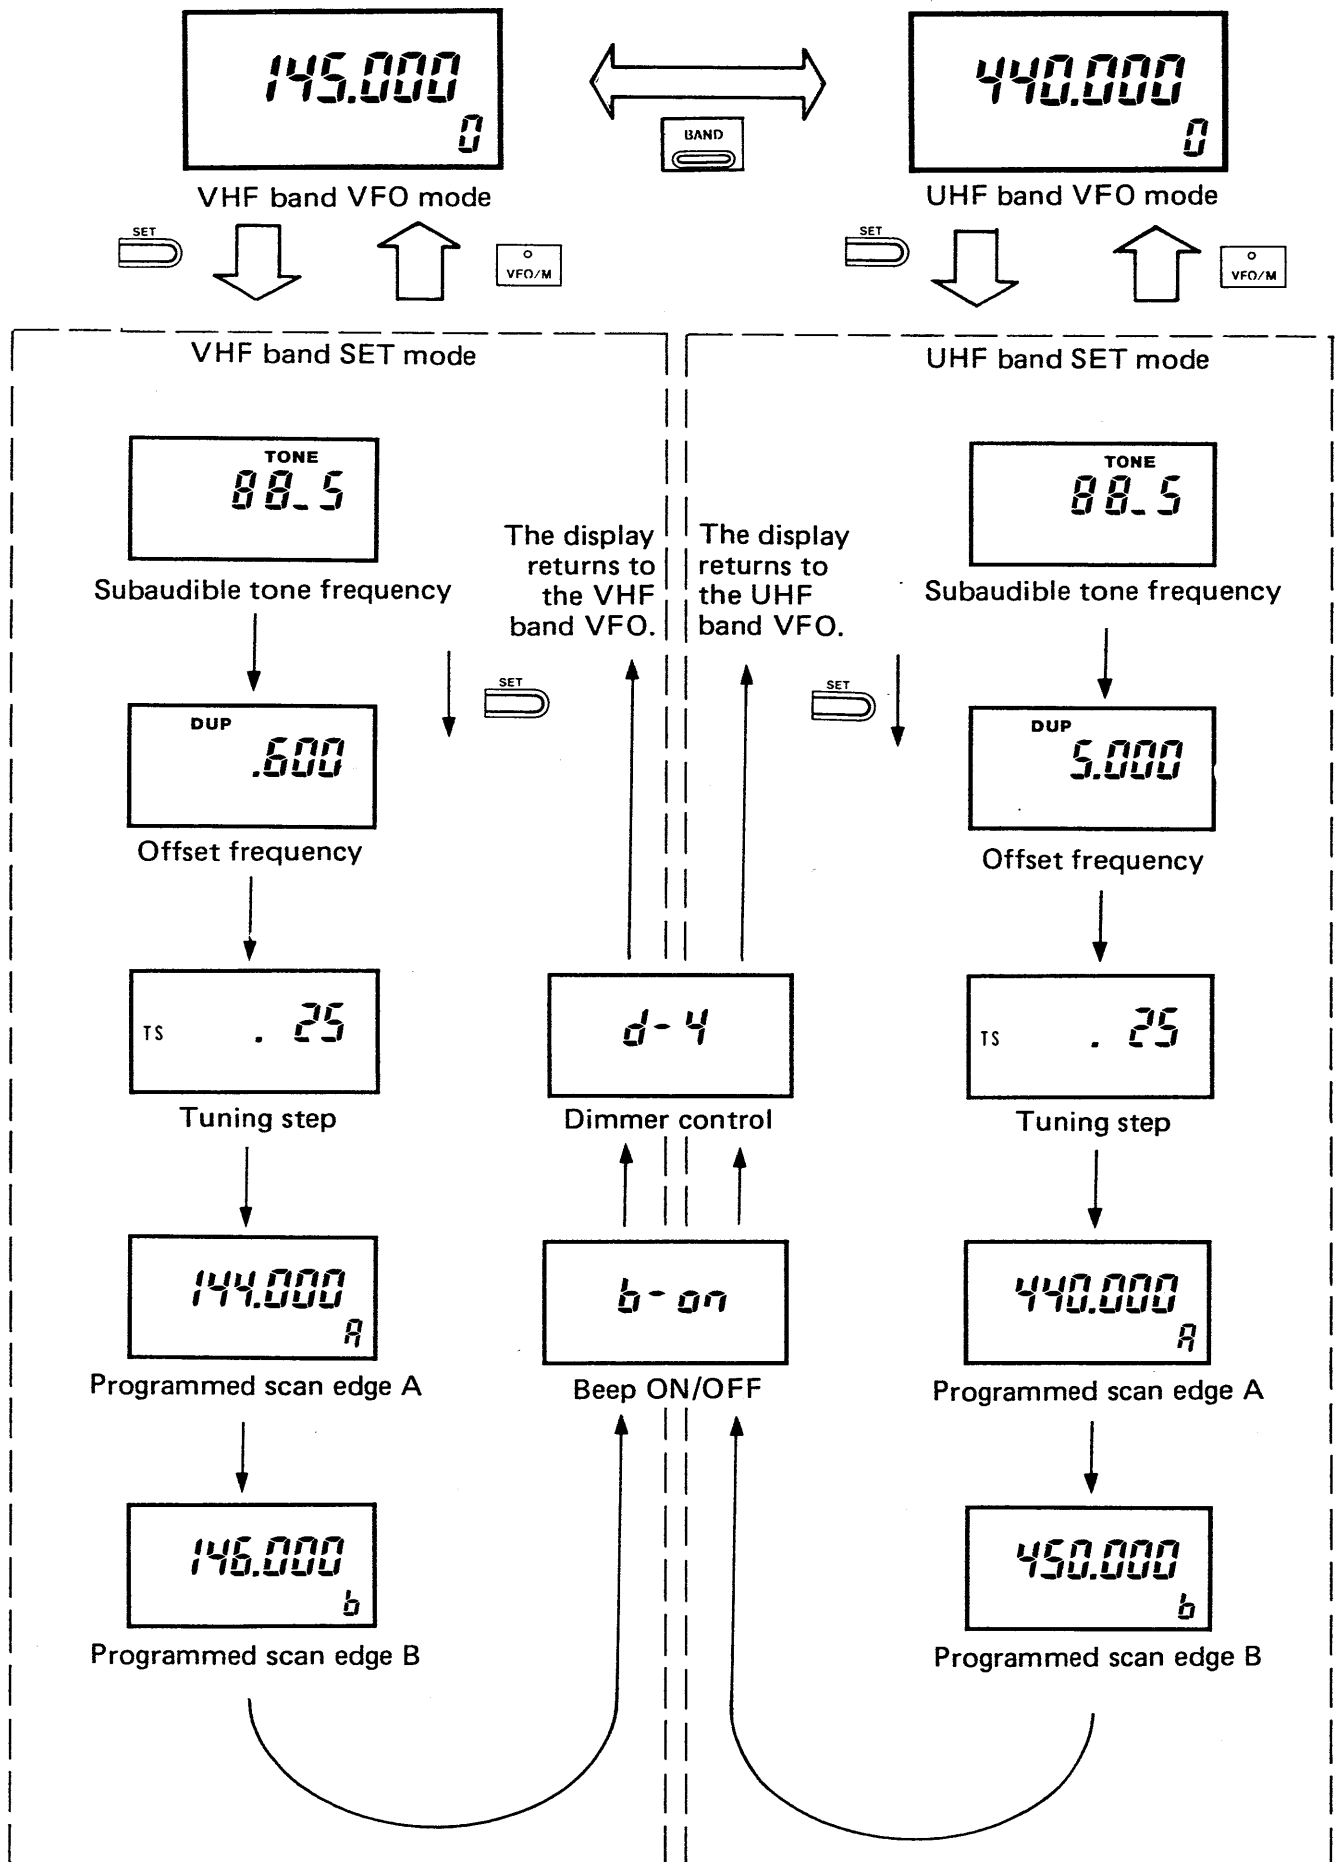 145.000
0
VHF band VFO mode
BAND
440.000
0
UHF band VFO mode
SET
VFO/M
SET
VFO/M
VHF band SET mode
TONE
88_5
Subaudible tone frequency
SET
DUP
.600
Offset frequency
TS . 25
Tuning step
144.000
A
Programmed scan edge A
146.000
b
Programmed scan edge B
The display
returns to
the VHF
band VFO.
The display
returns to
the UHF
band VFO.
d-4
Dimmer control
b-on
Beep ON/OFF
UHF band SET mode
TONE
88_5
Subaudible tone frequency
SET
DUP
5.000
Offset frequency
TS . 25
Tuning step
440.000
A
Programmed scan edge A
450.000
b
Programmed scan edge B